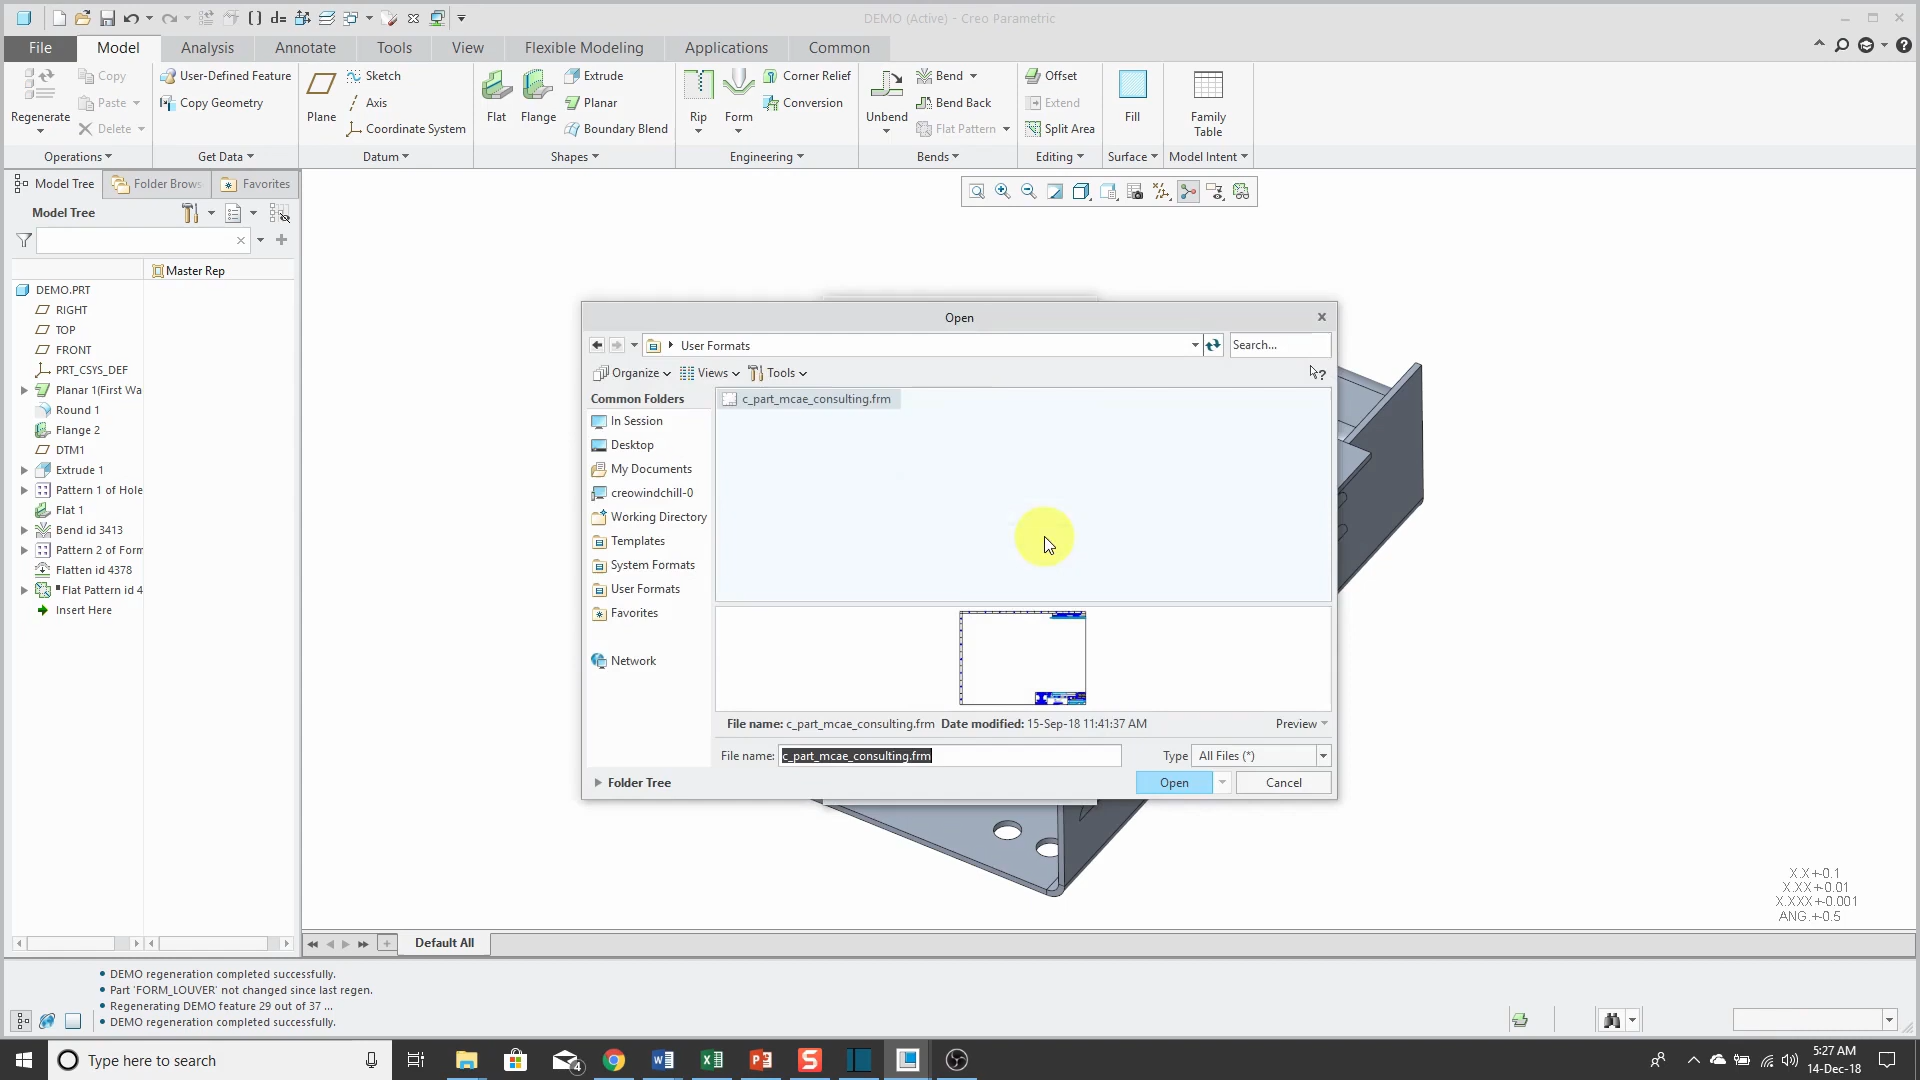 DEMO (Active) - Creo Parametric
File
Model
Analysis
Annotate
Tools
View
Flexible Modeling
Applications
Common
Regenerate
Copy
Paste
Delete
User-Defined Feature
Copy Geometry
Plane
Sketch
Axis
Coordinate System
Flat
Flange
Extrude
Planar
Boundary Blend
Rip
Form
Corner Relief
Conversion
Unbend
Bend
Bend Back
Flat Pattern
Offset
Extend
Split Area
Fill
Family
Table
Operations
Get Data
Datum
Shapes
Engineering
Bends
Editing
Surface
Model Intent
Model Tree
Folder Brows
Favorites
Model Tree
Master Rep
DEMO.PRT
RIGHT
TOP
FRONT
PRT_CSYS_DEF
Planar 1(First Wa
Round 1
Flange 2
DTM1
Extrude 1
Pattern 1 of Hole
Flat 1
Bend id 3413
Pattern 2 of Form
Flatten id 4378
Flat Pattern id 4
Insert Here
Open
User Formats
Search...
Organize
Views
Tools
Common Folders
In Session
Desktop
My Documents
creowindchill-0
Working Directory
Templates
System Formats
User Formats
Favorites
Network
c_part_mcae_consulting.frm
File name: c_part_mcae_consulting.frm Date modified: 15-Sep-18 11:41:37 AM
Preview
File name: c_part_mcae_consulting.frm
Type All Files (*)
Folder Tree
Open
Cancel
X.X+-0.1
X.XX+-0.01
X.XXX+-0.001
ANG.+-0.5
Default All
• DEMO regeneration completed successfully.
• Part 'FORM_LOUVER' not changed since last regen.
• Regenerating DEMO feature 29 out of 37 ...
• DEMO regeneration completed successfully.
Type here to search
4
5:27 AM
14-Dec-18